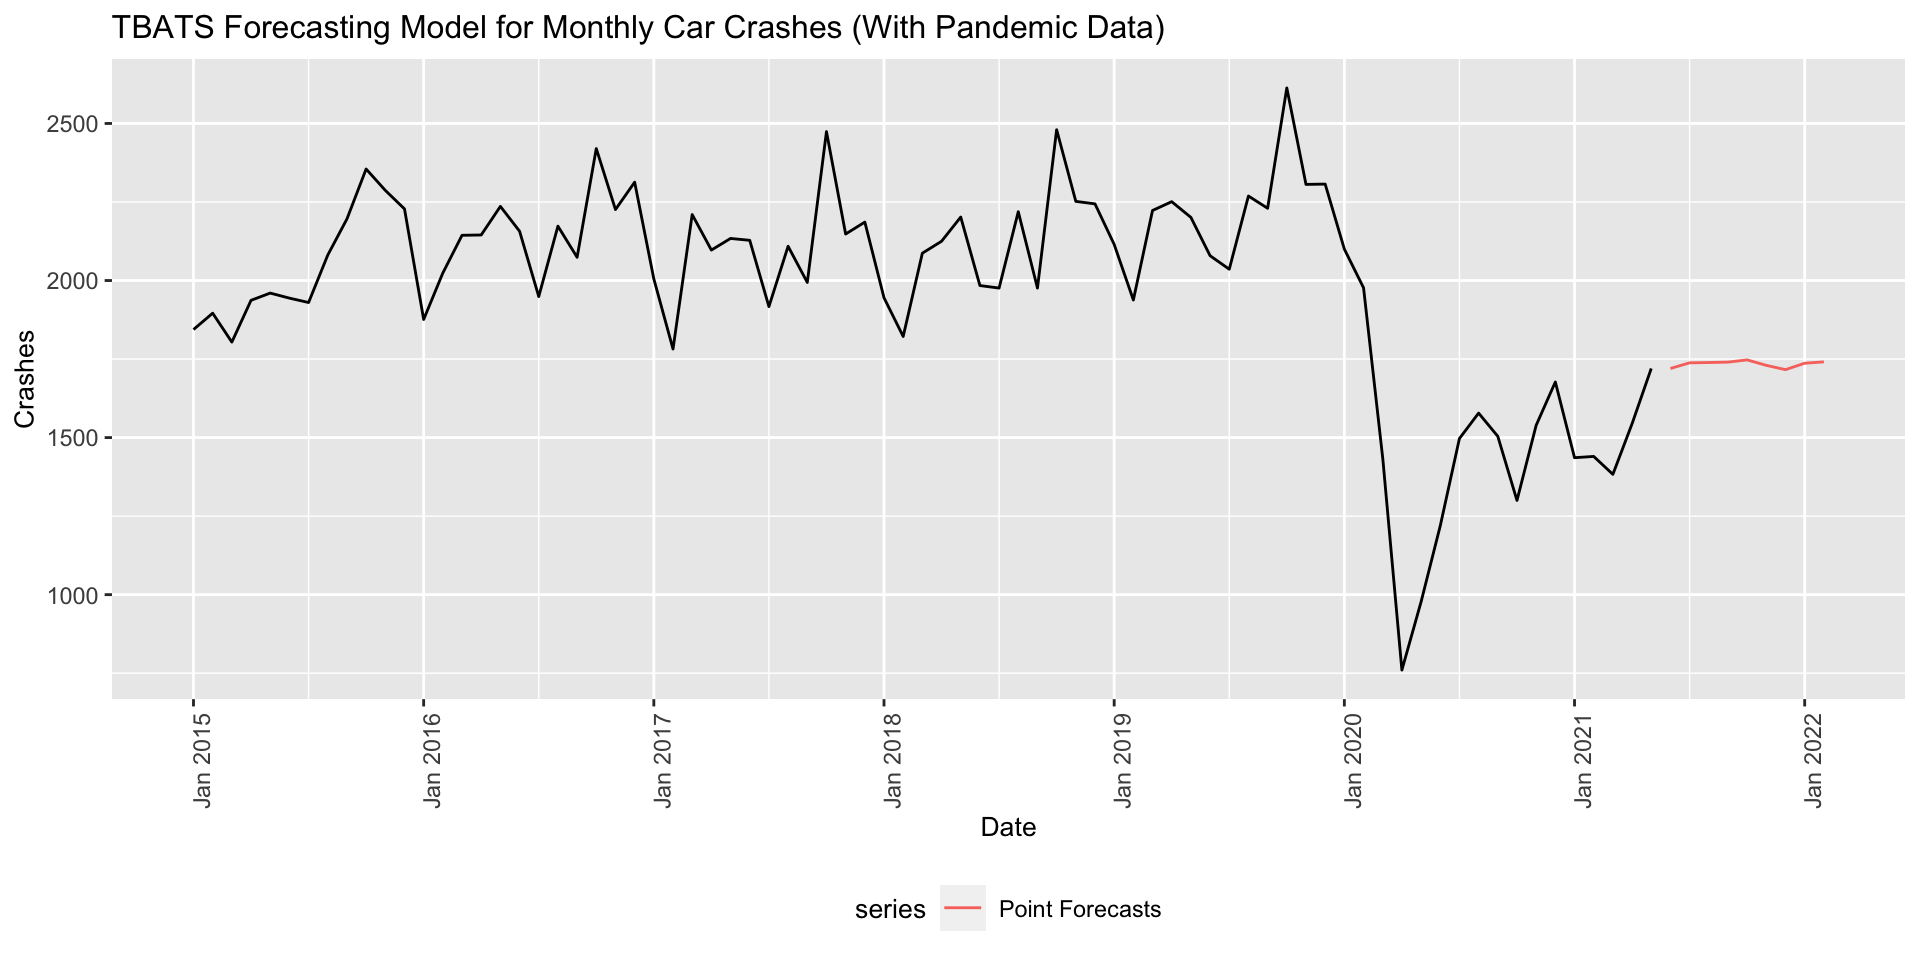 TBATS Forecasting Model for Monthly Car Crashes (With Pandemic Data)
Crashes
2500
2000
1500
1000
Jan 2015
Jan 2016
Jan 2017
Jan 2018
Jan 2019
Jan 2020
Jan 2021
Jan 2022
Date
series
Point Forecasts